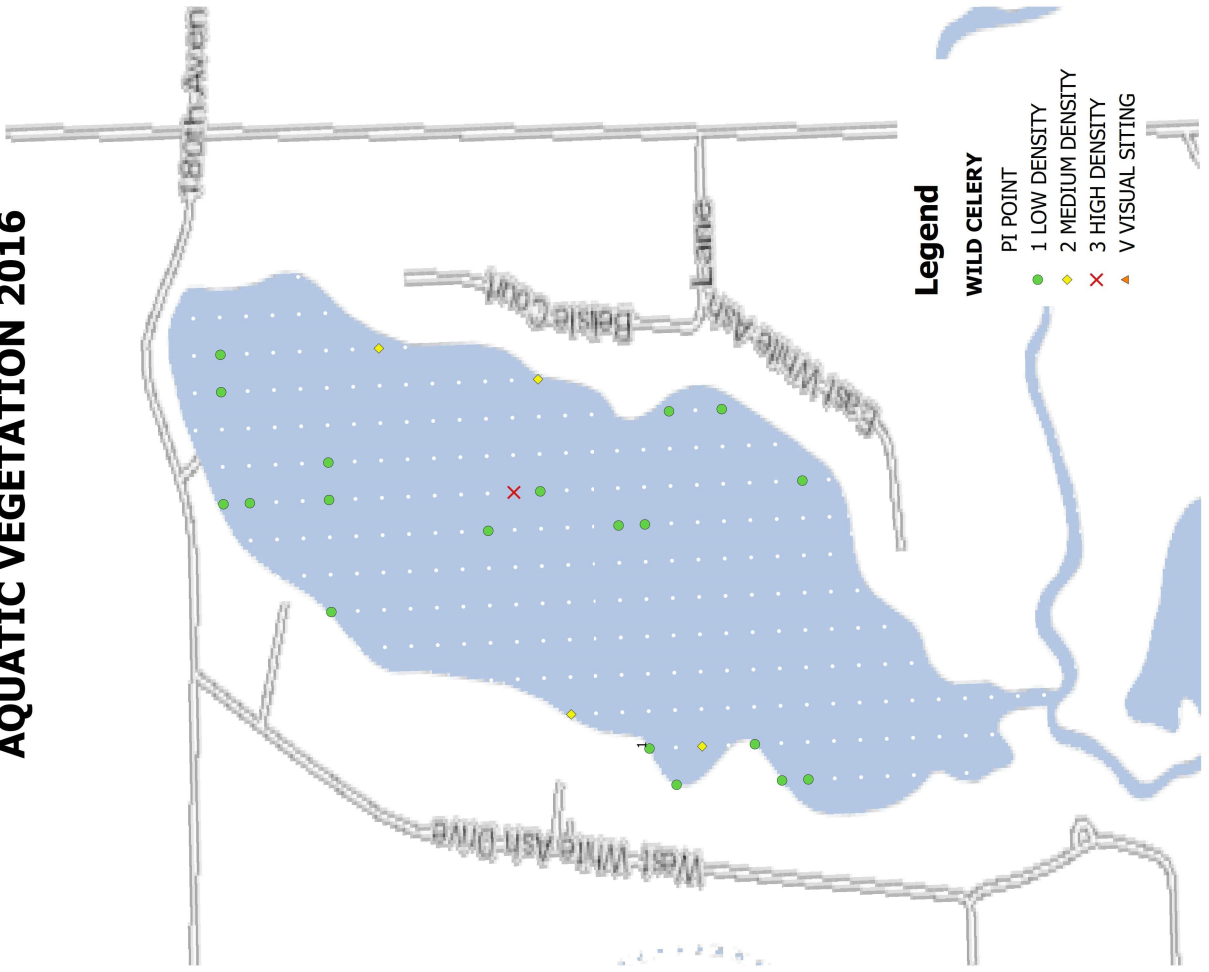 AQUATIC VEGETATION 2016
180th Aven
Belsle Court
Lane
East White Ash
West White Ash Drive
1
Legend
WILD CELERY
PI POINT
1 LOW DENSITY
2 MEDIUM DENSITY
3 HIGH DENSITY
V VISUAL SITING